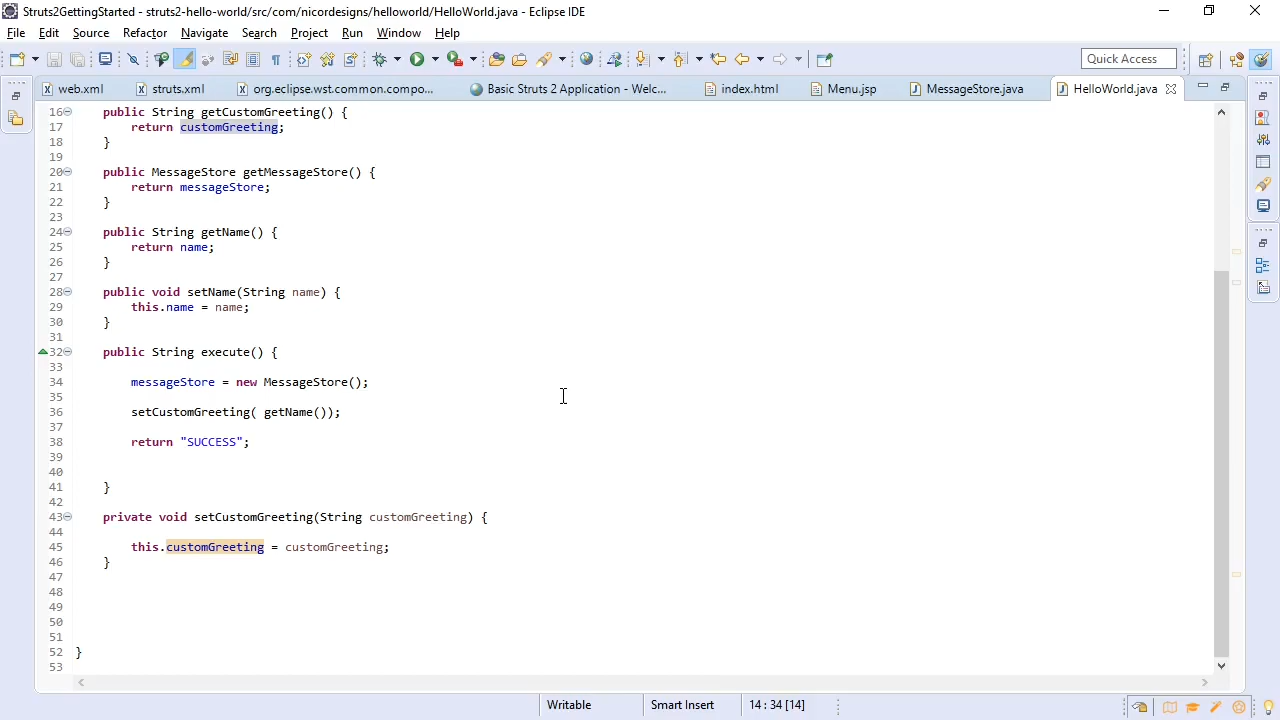 Struts2GettingStarted - struts2-hello-world/src/com/nicordesigns/helloworld/HelloWorld.java - Eclipse IDE
File Edit Source Refactor Navigate Search Project Run Window Help
Quick Access
web.xml struts.xml org.eclipse.wst.common.compo... Basic Struts 2 Application - Welc... index.html Menu.jsp MessageStore.java HelloWorld.java
16 public String getCustomGreeting() {
17 return customGreeting;
18 }
19
20 public MessageStore getMessageStore() {
21 return messageStore;
22 }
23
24 public String getName() {
25 return name;
26 }
27
28 public void setName(String name) {
29 this.name = name;
30 }
31
32 public String execute() {
33
34 messageStore = new MessageStore();
35
36 setCustomGreeting( getName());
37
38 return "SUCCESS";
39
40
41 }
42
43 private void setCustomGreeting(String customGreeting) {
44
45 this.customGreeting = customGreeting;
46 }
47
48
49
50
51
52 }
53
Writable Smart Insert 14 : 34 [14]